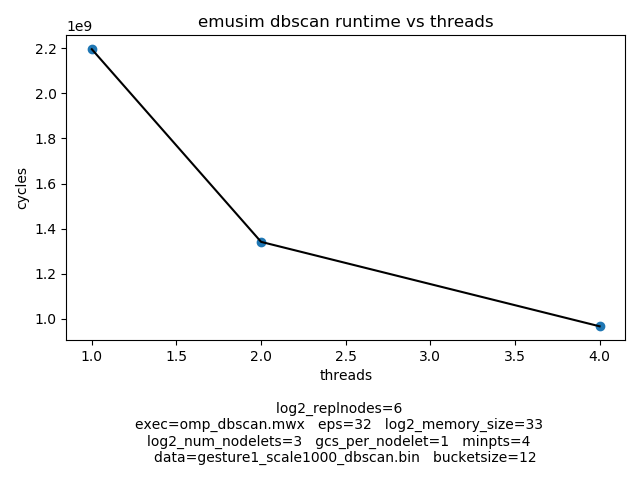 emusim dbscan runtime vs threads
1e9
2.2
2.0
1.8
1.6
1.4
1.2
1.0
cycles
1.0 1.5 2.0 2.5 3.0 3.5 4.0
threads
log2_replnodes=6
exec=omp_dbscan.mwx eps=32 log2_memory_size=33
log2_num_nodelets=3 gcs_per_nodelet=1 minpts=4
data=gesture1_scale1000_dbscan.bin bucketsize=12